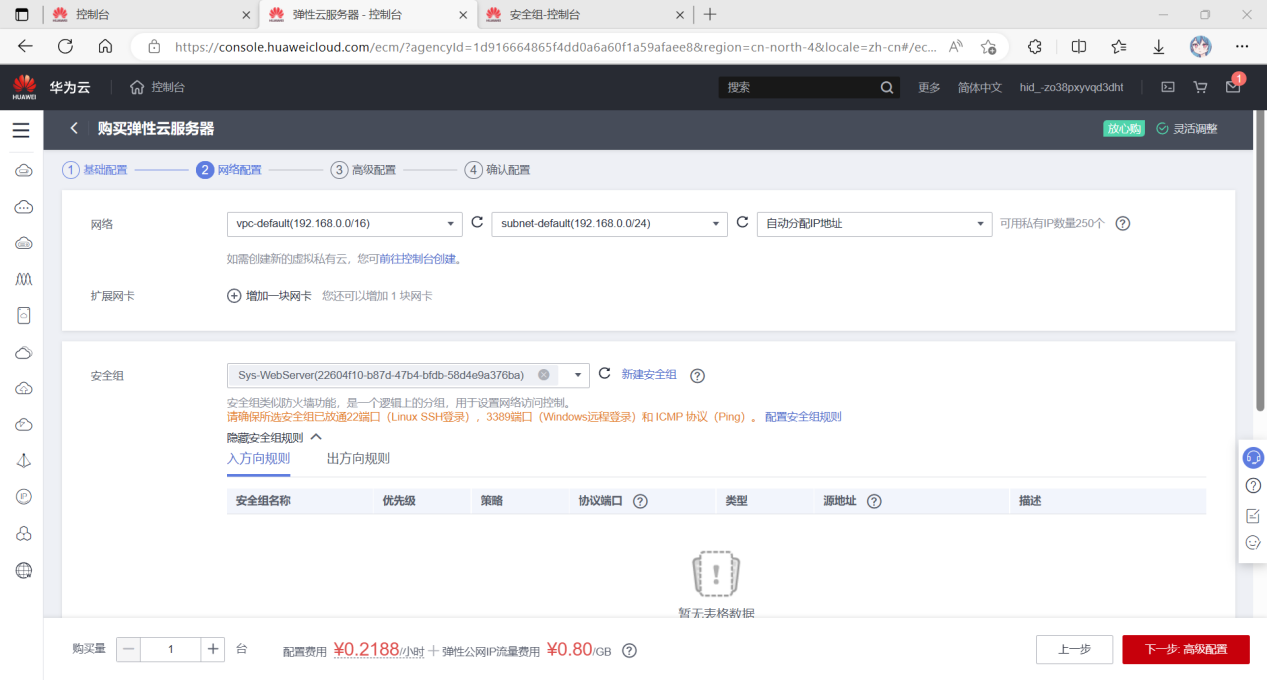 控制台
弹性云服务器 - 控制台
安全组-控制台
https://console.huaweicloud.com/ecm/?agencyId=1d916664865f4dd0a6a60f1a59afaee8&region=cn-north-4&locale=zh-cn#/ec...
HUAWEI 华为云 控制台 搜索 更多 简体中文 hid_-zo38pxyvqd3dht 1
购买弹性云服务器 放心购 灵活调整
1 基础配置 2 网络配置 3 高级配置 4 确认配置
网络 vpc-default(192.168.0.0/16) subnet-default(192.168.0.0/24) 自动分配IP地址 可用私有IP数量250个
如需创建新的虚拟私有云，您可前往控制台创建。
扩展网卡 增加一块网卡 您还可以增加 1 块网卡
安全组 Sys-WebServer(22604f10-b87d-47b4-bfdb-58d4e9a376ba) 新建安全组
安全组类似防火墙功能，是一个逻辑上的分组，用于设置网络访问控制。
请确保所选安全组已放通22端口（Linux SSH登录），3389端口（Windows远程登录）和 ICMP 协议（Ping）。 配置安全组规则
隐藏安全组规则
入方向规则 出方向规则
安全组名称 优先级 策略 协议端口 类型 源地址 描述
暂无表格数据
购买量 1 台 配置费用 ¥0.2188/小时 + 弹性公网IP流量费用 ¥0.80/GB 上一步 下一步: 高级配置